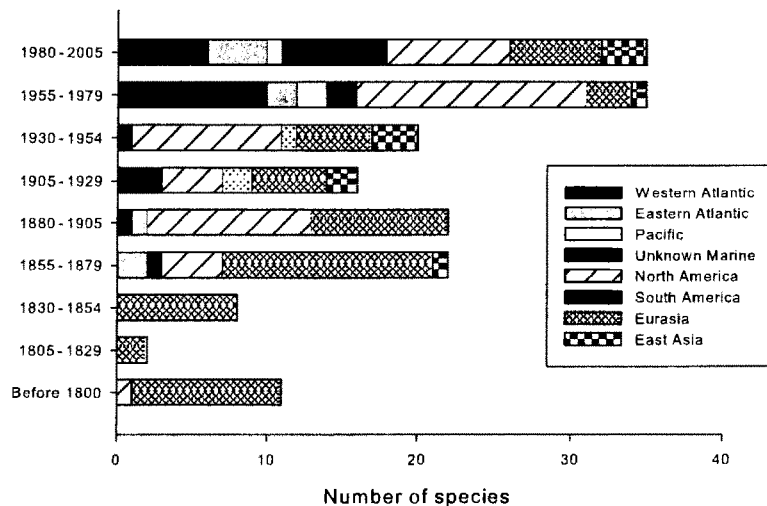 1980 - 2005
1955 - 1979
1930 - 1954
1905 - 1929
1880 - 1905
1855 - 1879
1830 - 1854
1805 - 1829
Before 1800
Western Atlantic
Eastern Atlantic
Pacific
Unknown Marine
North America
South America
Eurasia
East Asia
0 10 20 30 40
Number of species